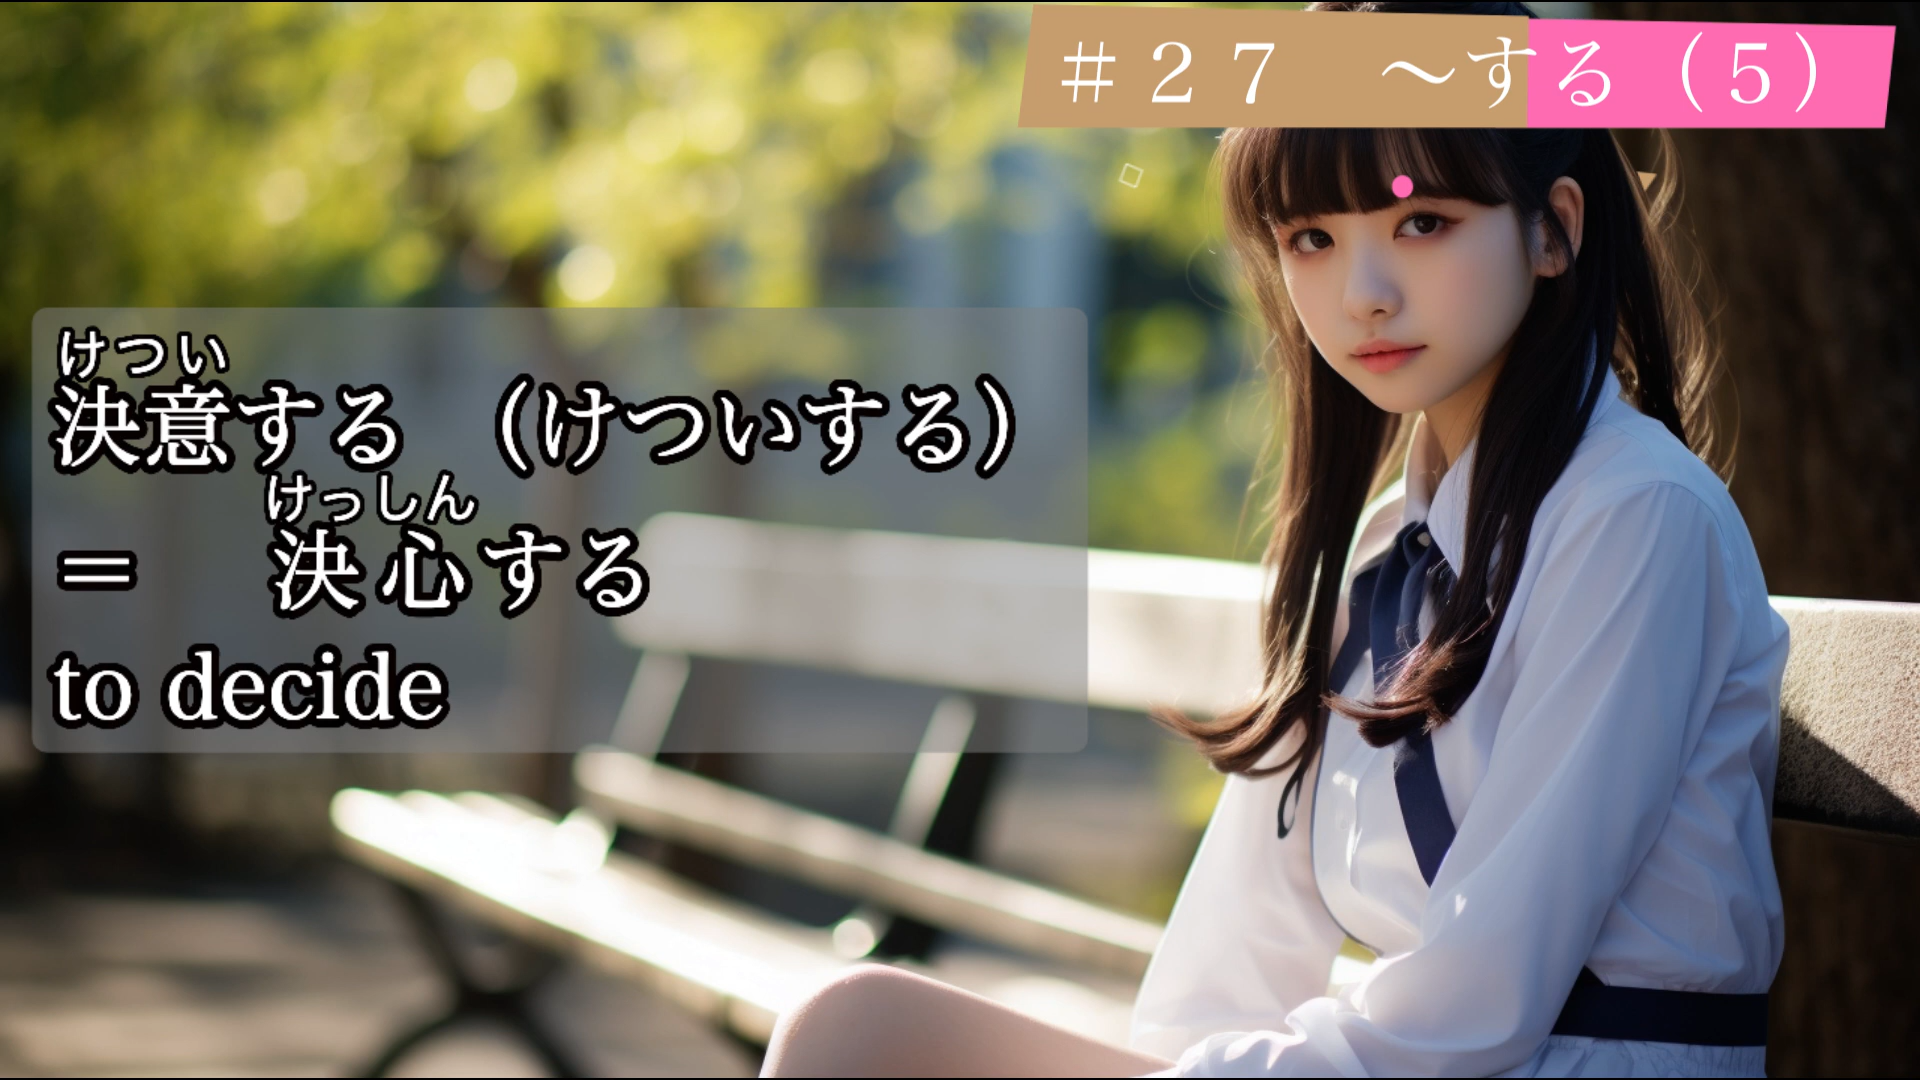 ＃２７　～する（５）
けつい
決意する　（けついする）
けっしん
＝　決心する
to decide